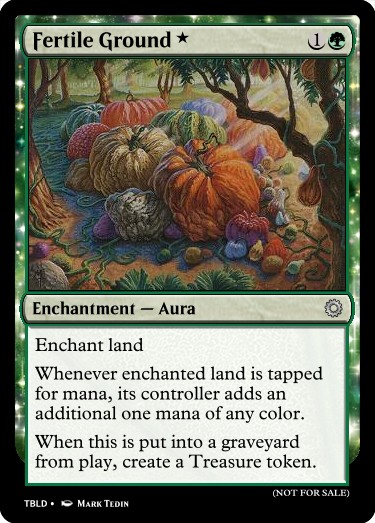 Fertile Ground ★ 1
Enchantment — Aura
Enchant land
Whenever enchanted land is tapped
for mana, its controller adds an
additional one mana of any color.
When this is put into a graveyard
from play, create a Treasure token.
(NOT FOR SALE)
TBLD • Mark Tedin